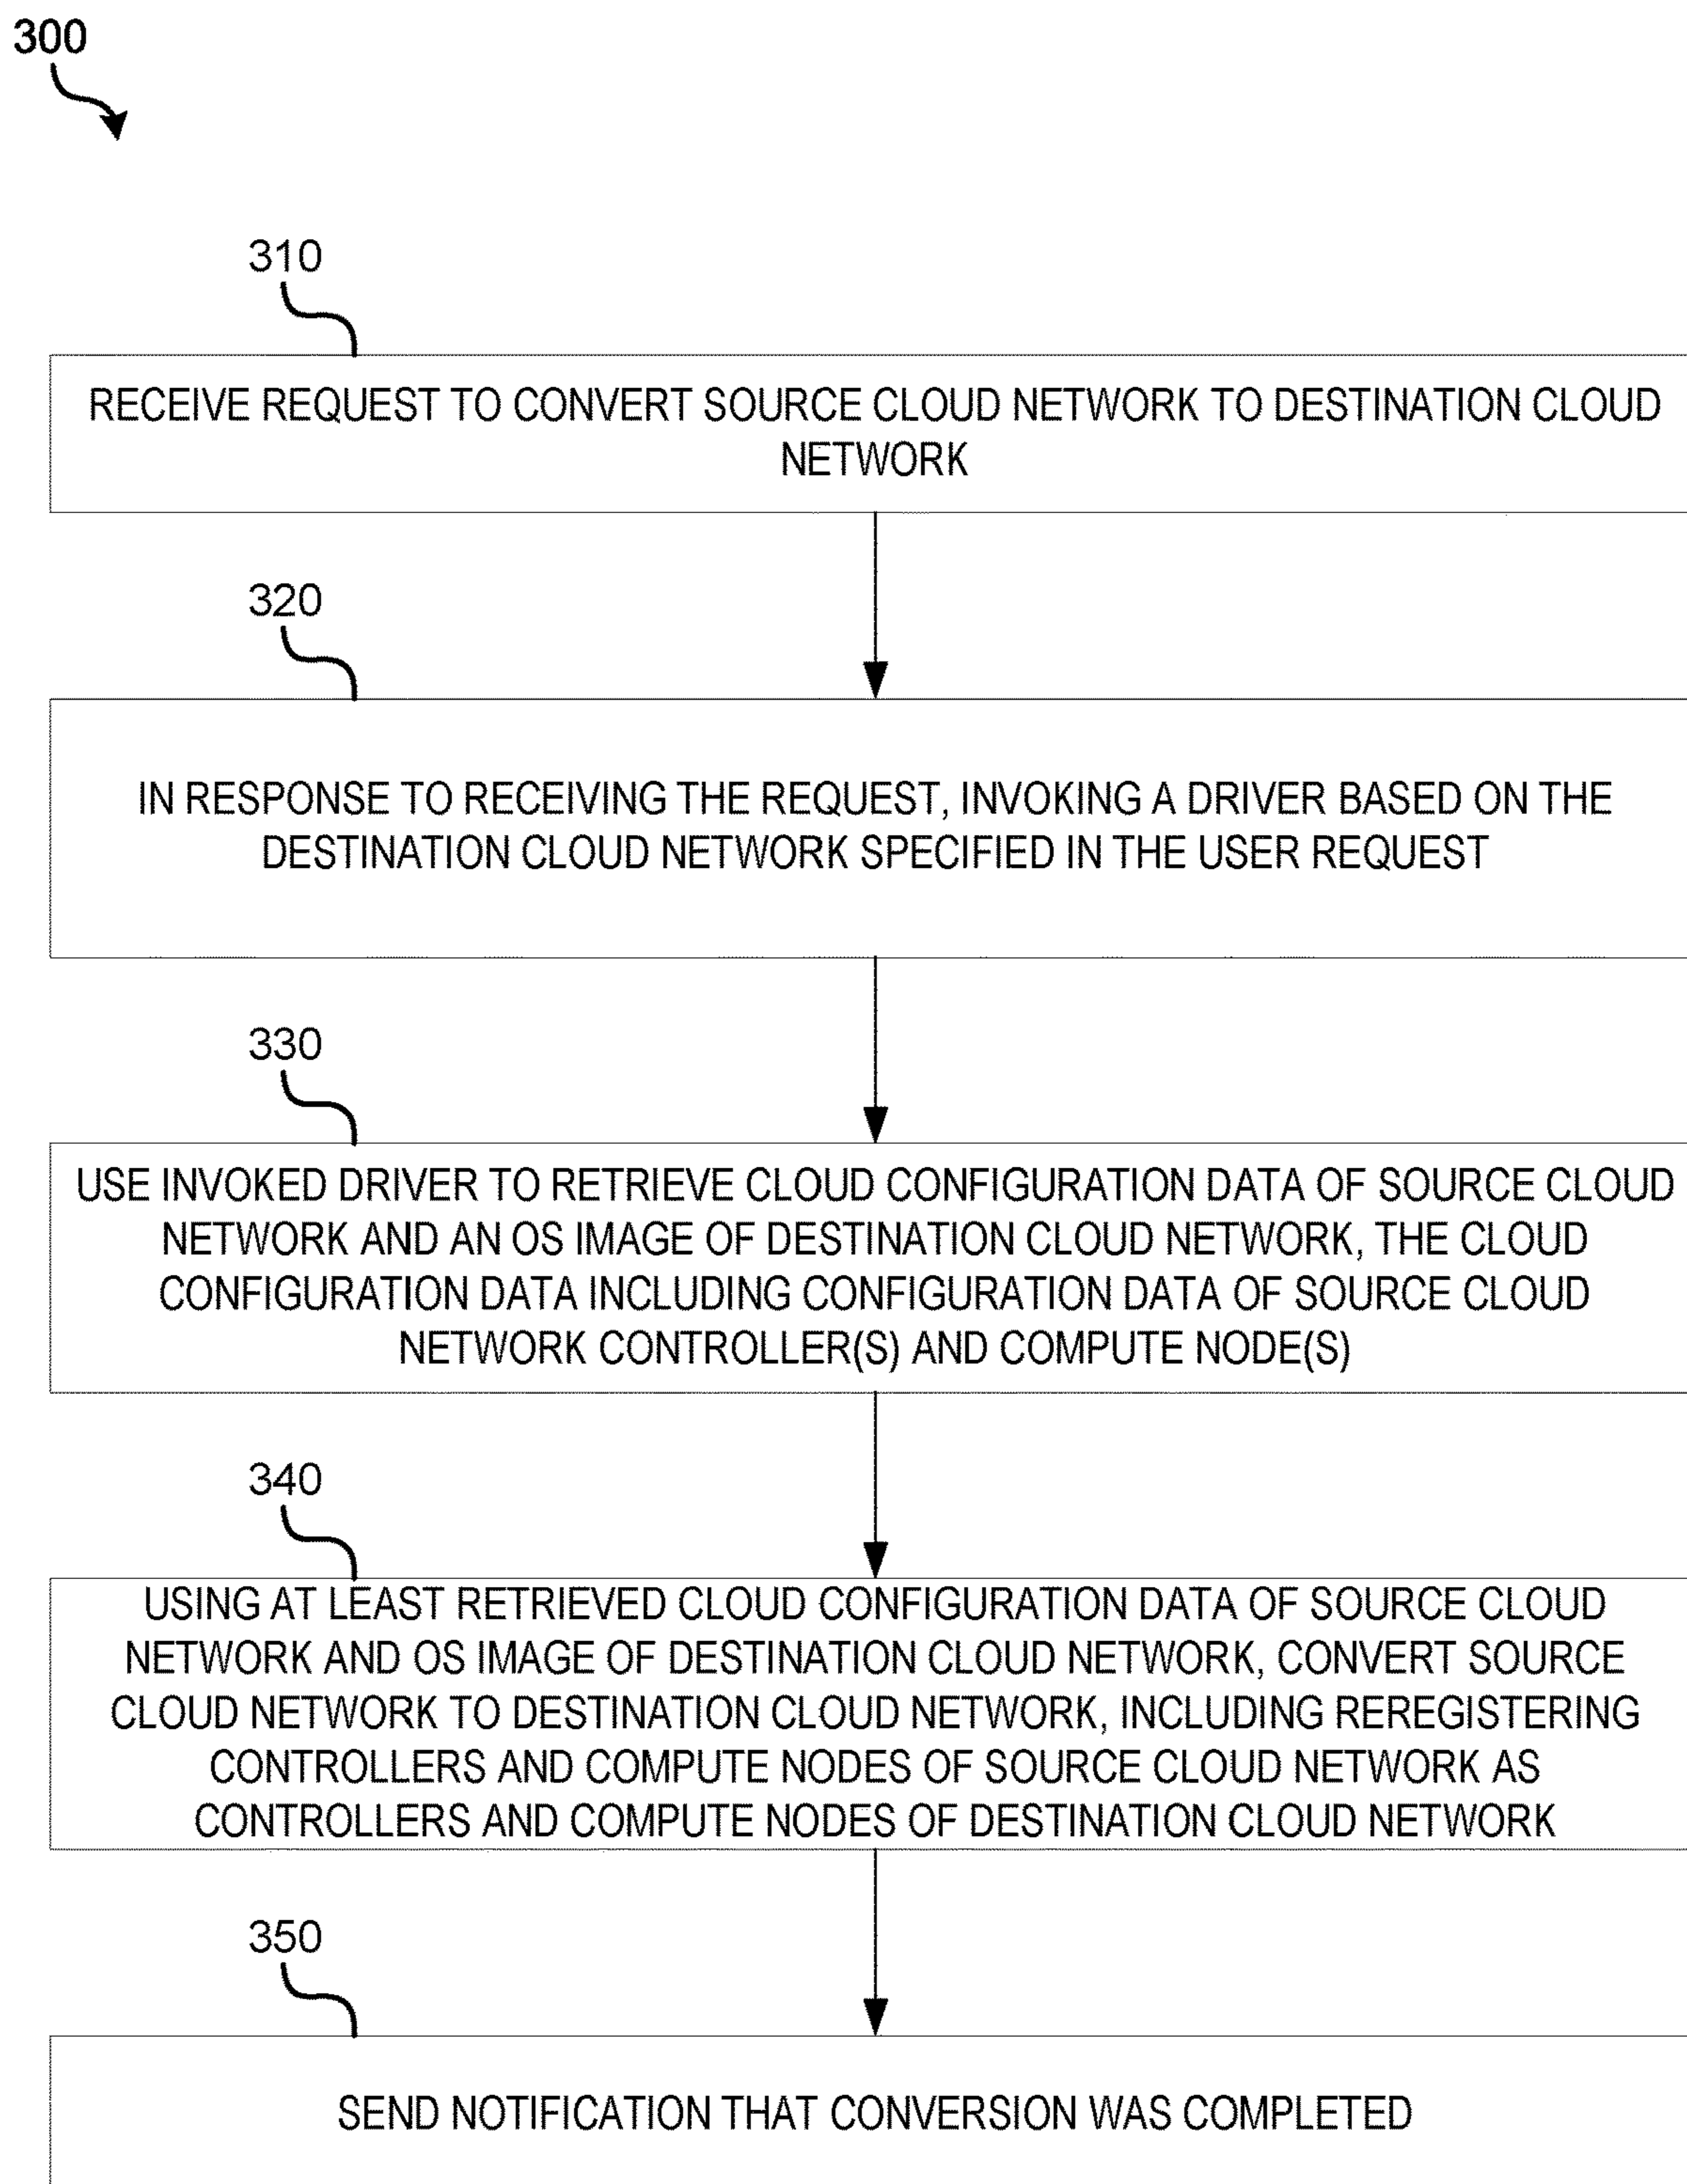 300
310
RECEIVE REQUEST TO CONVERT SOURCE CLOUD NETWORK TO DESTINATION CLOUD
NETWORK
320
IN RESPONSE TO RECEIVING THE REQUEST, INVOKING A DRIVER BASED ON THE
DESTINATION CLOUD NETWORK SPECIFIED IN THE USER REQUEST
330
USE INVOKED DRIVER TO RETRIEVE CLOUD CONFIGURATION DATA OF SOURCE CLOUD
NETWORK AND AN OS IMAGE OF DESTINATION CLOUD NETWORK, THE CLOUD
CONFIGURATION DATA INCLUDING CONFIGURATION DATA OF SOURCE CLOUD
NETWORK CONTROLLER(S) AND COMPUTE NODE(S)
340
USING AT LEAST RETRIEVED CLOUD CONFIGURATION DATA OF SOURCE CLOUD
NETWORK AND OS IMAGE OF DESTINATION CLOUD NETWORK, CONVERT SOURCE
CLOUD NETWORK TO DESTINATION CLOUD NETWORK, INCLUDING REREGISTERING
CONTROLLERS AND COMPUTE NODES OF SOURCE CLOUD NETWORK AS
CONTROLLERS AND COMPUTE NODES OF DESTINATION CLOUD NETWORK
350
SEND NOTIFICATION THAT CONVERSION WAS COMPLETED